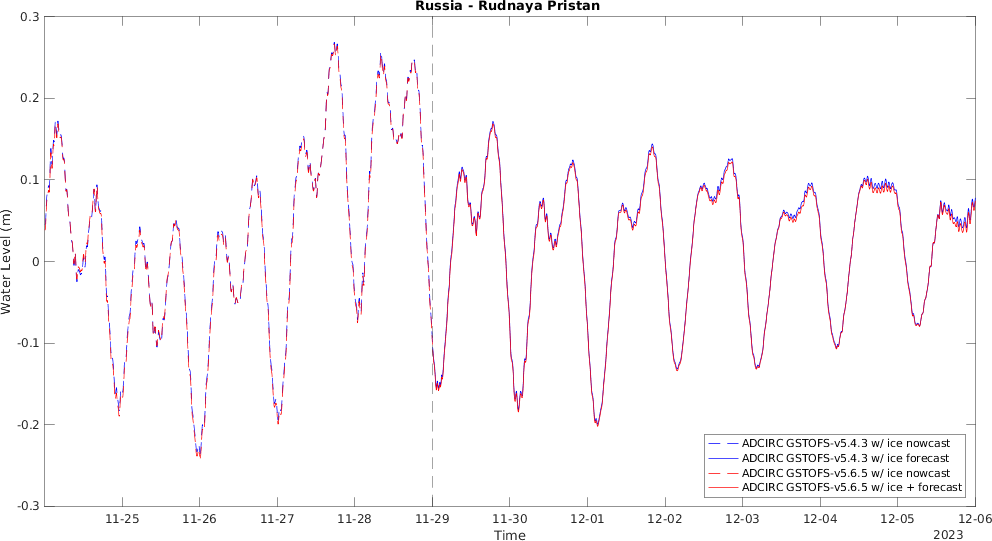 Russia - Rudnaya Pristan
0.3
0.2
0.1
0
-0.1
-0.2
-0.3
Water Level (m)
11-25 11-26 11-27 11-28 11-29 11-30 12-01 12-02 12-03 12-04 12-05 12-06
Time
2023
ADCIRC GSTOFS-v5.4.3 w/ ice nowcast
ADCIRC GSTOFS-v5.4.3 w/ ice forecast
ADCIRC GSTOFS-v5.6.5 w/ ice nowcast
ADCIRC GSTOFS-v5.6.5 w/ ice + forecast